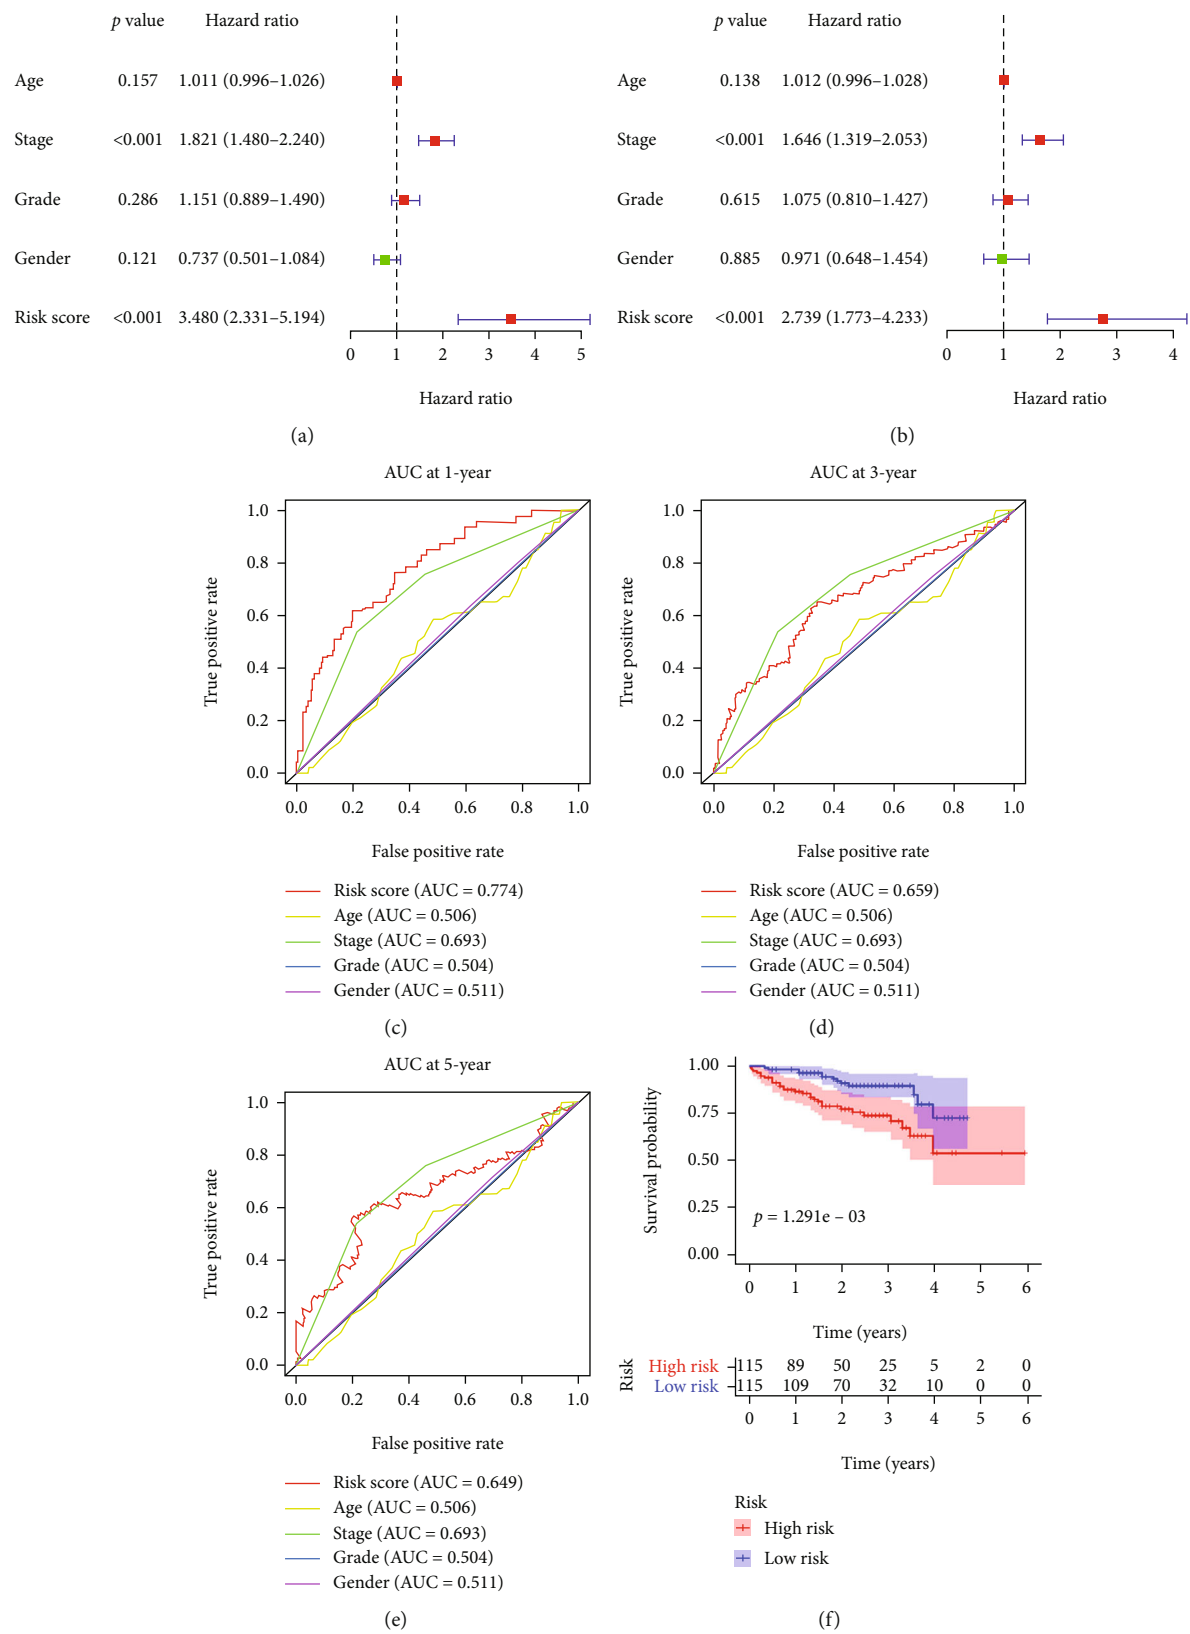 p value Hazard ratio
Age 0.157 1.011 (0.996–1.026)
Stage <0.001 1.821 (1.480–2.240)
Grade 0.286 1.151 (0.889–1.490)
Gender 0.121 0.737 (0.501–1.084)
Risk score <0.001 3.480 (2.331–5.194)
0 1 2 3 4 5
Hazard ratio
(a)
p value Hazard ratio
Age 0.138 1.012 (0.996–1.028)
Stage <0.001 1.646 (1.319–2.053)
Grade 0.615 1.075 (0.810–1.427)
Gender 0.885 0.971 (0.648–1.454)
Risk score <0.001 2.739 (1.773–4.233)
0 1 2 3 4
Hazard ratio
(b)
AUC at 1-year
True positive rate
1.0
0.8
0.6
0.4
0.2
0.0
0.0 0.2 0.4 0.6 0.8 1.0
False positive rate
Risk score (AUC = 0.774)
Age (AUC = 0.506)
Stage (AUC = 0.693)
Grade (AUC = 0.504)
Gender (AUC = 0.511)
(c)
AUC at 3-year
True positive rate
1.0
0.8
0.6
0.4
0.2
0.0
0.0 0.2 0.4 0.6 0.8 1.0
False positive rate
Risk score (AUC = 0.659)
Age (AUC = 0.506)
Stage (AUC = 0.693)
Grade (AUC = 0.504)
Gender (AUC = 0.511)
(d)
AUC at 5-year
True positive rate
1.0
0.8
0.6
0.4
0.2
0.0
0.0 0.2 0.4 0.6 0.8 1.0
False positive rate
Risk score (AUC = 0.649)
Age (AUC = 0.506)
Stage (AUC = 0.693)
Grade (AUC = 0.504)
Gender (AUC = 0.511)
(e)
Survival probability
1.00
0.75
0.50
0.25
0.00
p = 1.291e – 03
0 1 2 3 4 5 6
Time (years)
Risk
High risk 115 89 50 25 5 2 0
Low risk 115 109 70 32 10 0 0
0 1 2 3 4 5 6
Time (years)
Risk
High risk
Low risk
(f)